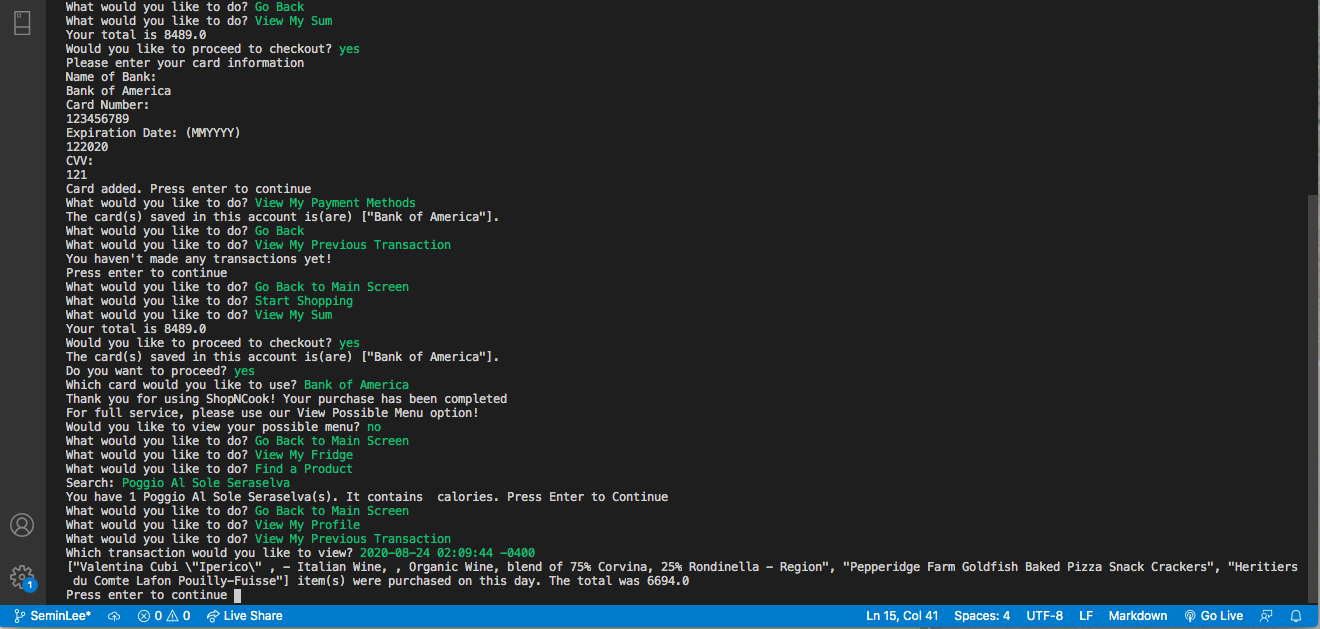 What would you like to do? Go Back
What would you like to do? View My Sum
Your total is 8489.0
Would you like to proceed to checkout? yes
Please enter your card information
Name of Bank:
Bank of America
Card Number:
123456789
Expiration Date: (MMYYYY)
122020
CVV:
121
Card added. Press enter to continue
What would you like to do? View My Payment Methods
The card(s) saved in this account is(are) ["Bank of America"].
What would you like to do? Go Back
What would you like to do? View My Previous Transaction
You haven't made any transactions yet!
Press enter to continue
What would you like to do? Go Back to Main Screen
What would you like to do? Start Shopping
What would you like to do? View My Sum
Your total is 8489.0
Would you like to proceed to checkout? yes
The card(s) saved in this account is(are) ["Bank of America"].
Do you want to proceed? yes
Which card would you like to use? Bank of America
Thank you for using ShopNCook! Your purchase has been completed
For full service, please use our View Possible Menu option!
Would you like to view your possible menu? no
What would you like to do? Go Back to Main Screen
What would you like to do? View My Fridge
What would you like to do? Find a Product
Search: Poggio Al Sole Seraselva
You have 1 Poggio Al Sole Seraselva(s). It contains  calories. Press Enter to Continue
What would you like to do? Go Back to Main Screen
What would you like to do? View My Profile
What would you like to do? View My Previous Transaction
Which transaction would you like to view? 2020-08-24 02:09:44 -0400
["Valentina Cubi \"Iperico\" , - Italian Wine, , Organic Wine, blend of 75% Corvina, 25% Rondinella - Region", "Pepperidge Farm Goldfish Baked Pizza Snack Crackers", "Heritiers
du Comte Lafon Pouilly-Fuisse"] item(s) were purchased on this day. The total was 6694.0
Press enter to continue
1
SeminLee* 0 0 Live Share Ln 15, Col 41 Spaces: 4 UTF-8 LF Markdown Go Live